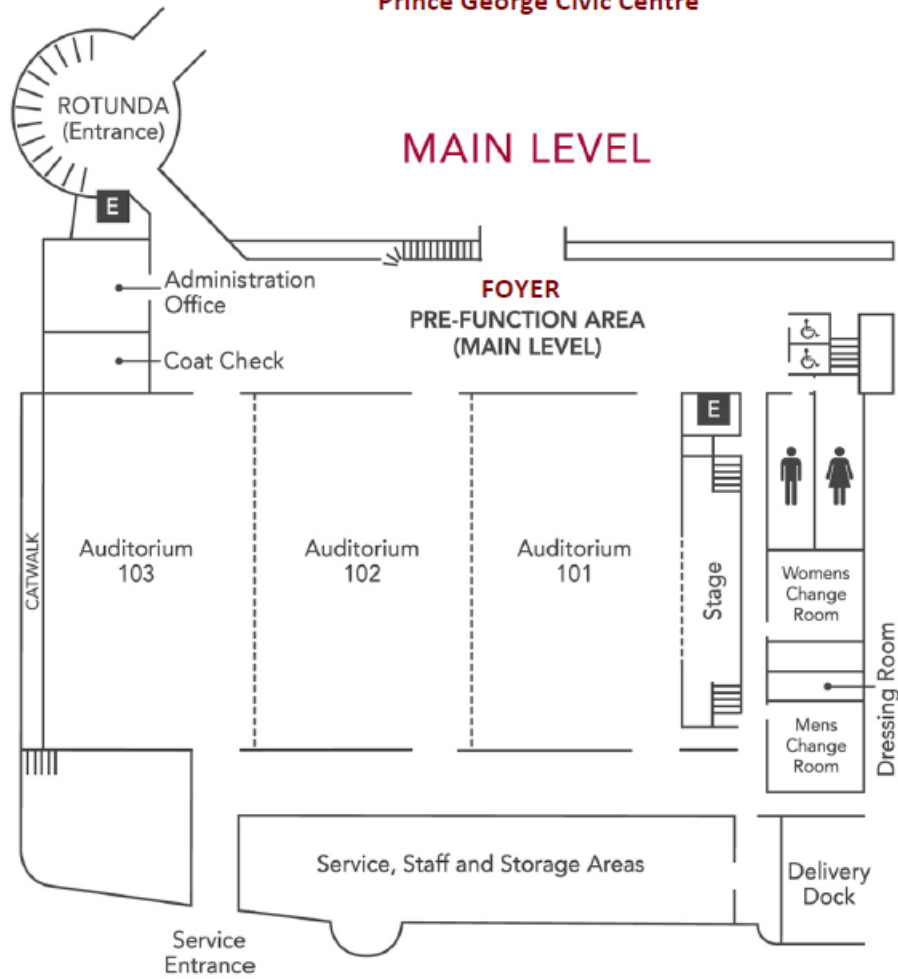 Prince George Civic Centre
ROTUNDA
(Entrance)
MAIN LEVEL
E
Administration
Office
FOYER
PRE-FUNCTION AREA
(MAIN LEVEL)
Coat Check
E
CATWALK
Auditorium
103
Auditorium
102
Auditorium
101
Stage
Womens
Change
Room
Dressing Room
Mens
Change
Room
Service, Staff and Storage Areas
Delivery
Dock
Service
Entrance